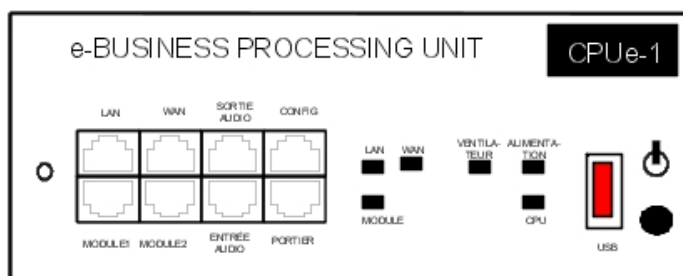 e-BUSINESS PROCESSING UNIT
CPUe-1
LAN
WAN
SORTIE
AUDIO
CONFIG
LAN
WAN
VENTILA-
TEUR
ALIMENTA-
TION
MODULE
CPU
MODULE1
MODULE2
ENTRÉE
AUDIO
PORTIER
USB